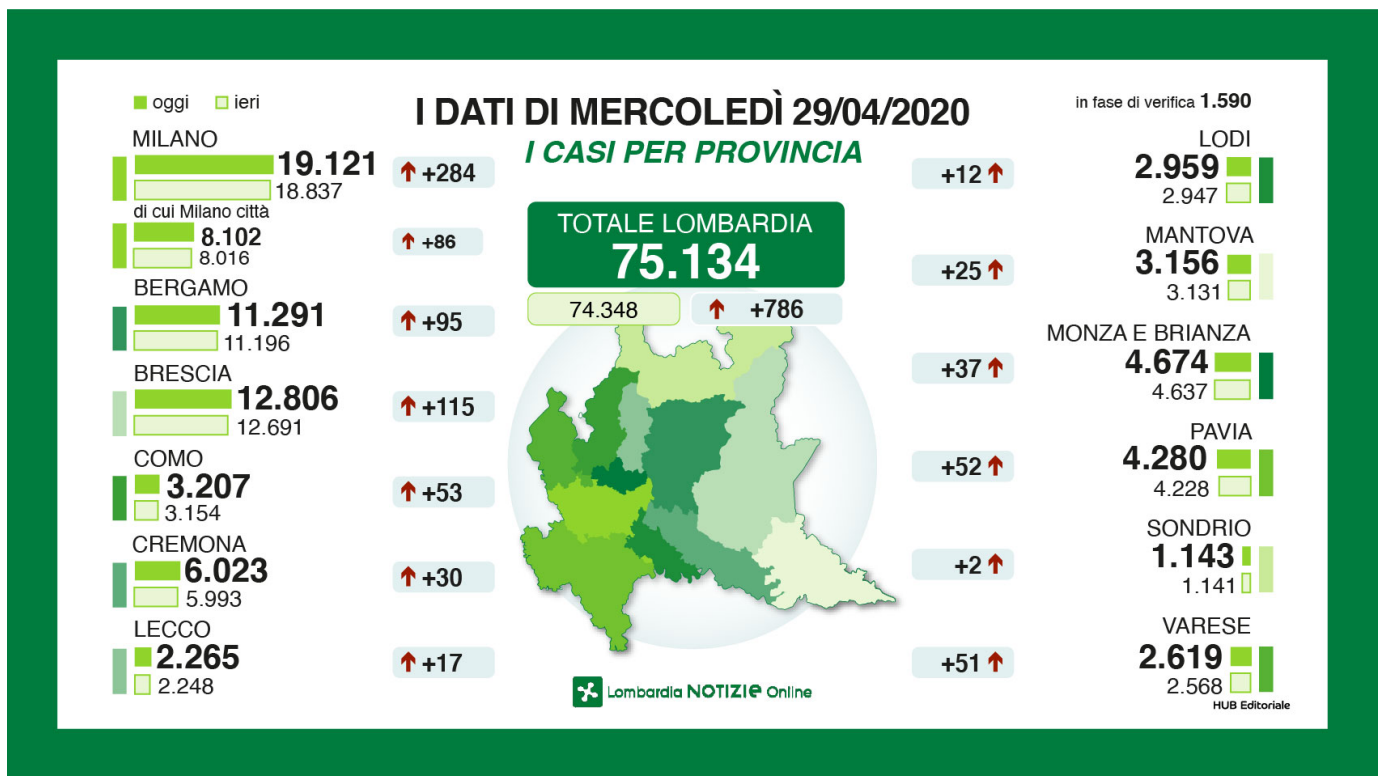 oggi ieri
I DATI DI MERCOLEDÌ 29/04/2020
I CASI PER PROVINCIA
in fase di verifica 1.590
MILANO
19.121
18.837
+284
di cui Milano città
8.102
8.016
+86
BERGAMO
11.291
11.196
+95
BRESCIA
12.806
12.691
+115
COMO
3.207
3.154
+53
CREMONA
6.023
5.993
+30
LECCO
2.265
2.248
+17
TOTALE LOMBARDIA
75.134
74.348
+786
LODI
+12
2.959
2.947
MANTOVA
+25
3.156
3.131
MONZA E BRIANZA
+37
4.674
4.637
PAVIA
+52
4.280
4.228
SONDRIO
+2
1.143
1.141
VARESE
+51
2.619
2.568
Lombardia NOTIZIe Online
HUB Editoriale